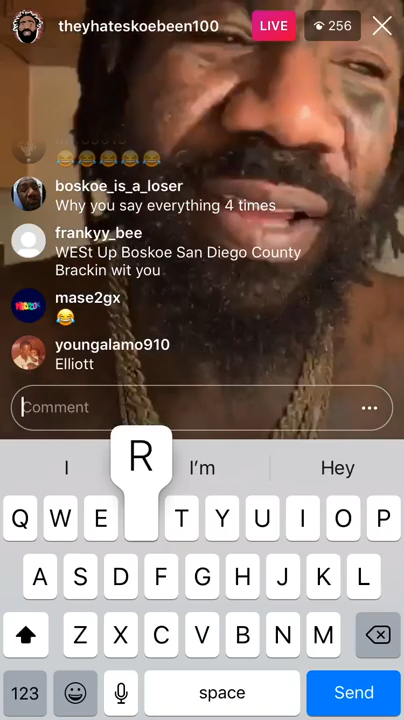 theyhateskoebeen100 LIVE 256
😂😂😂😂😂
boskoe_is_a_loser
Why you say everything 4 times
frankyy_bee
WESt Up Boskoe San Diego County
Brackin wit you
mase2gx
😂
youngalamo910
Elliott
Comment
R
I I'm Hey
Q W E T Y U I O P
A S D F G H J K L
Z X C V B N M
123 space Send